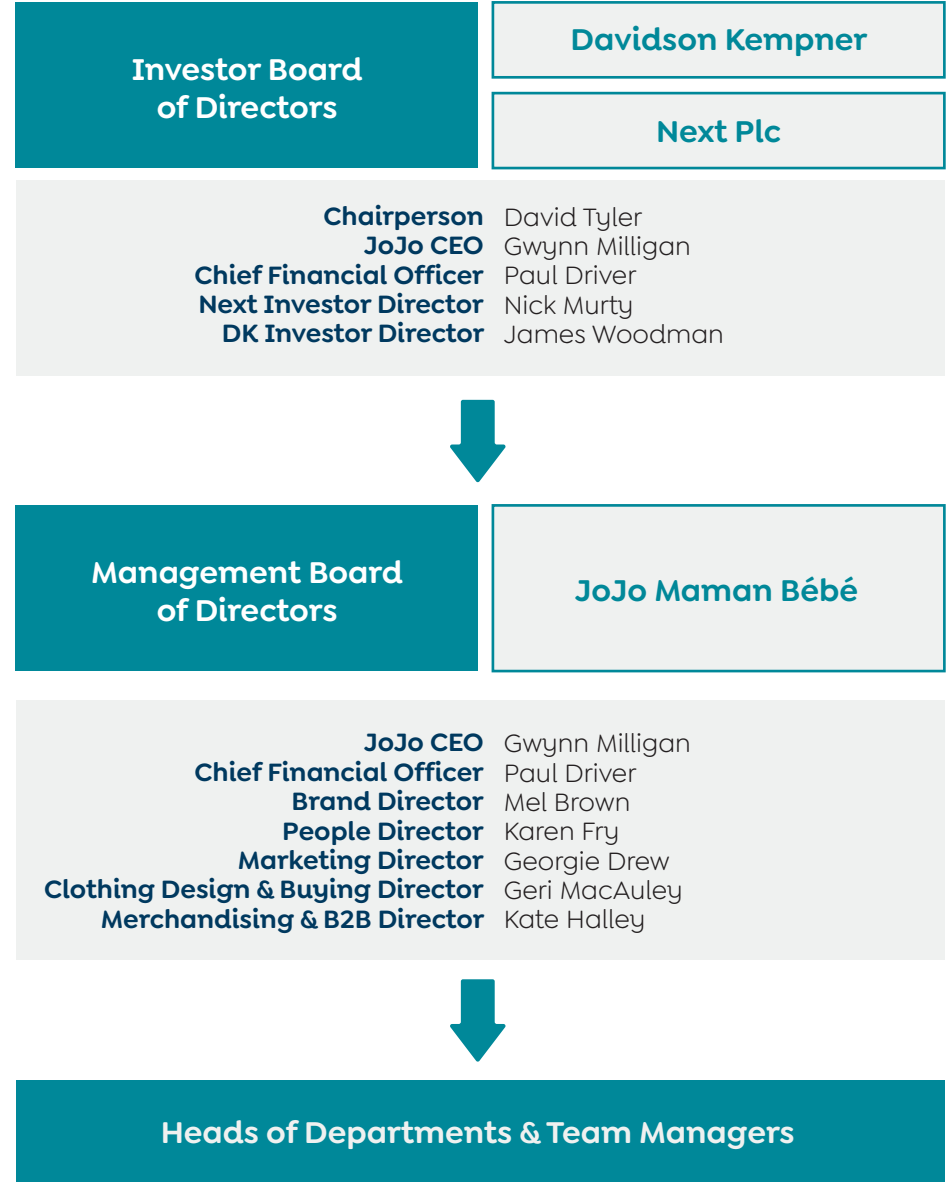 Investor Board
of Directors
Davidson Kempner
Next Plc
Chairperson David Tyler
JoJo CEO Gwynn Milligan
Chief Financial Officer Paul Driver
Next Investor Director Nick Murty
DK Investor Director James Woodman
Management Board
of Directors
JoJo Maman Bébé
JoJo CEO Gwynn Milligan
Chief Financial Officer Paul Driver
Brand Director Mel Brown
People Director Karen Fry
Marketing Director Georgie Drew
Clothing Design & Buying Director Geri MacAuley
Merchandising & B2B Director Kate Halley
Heads of Departments & Team Managers